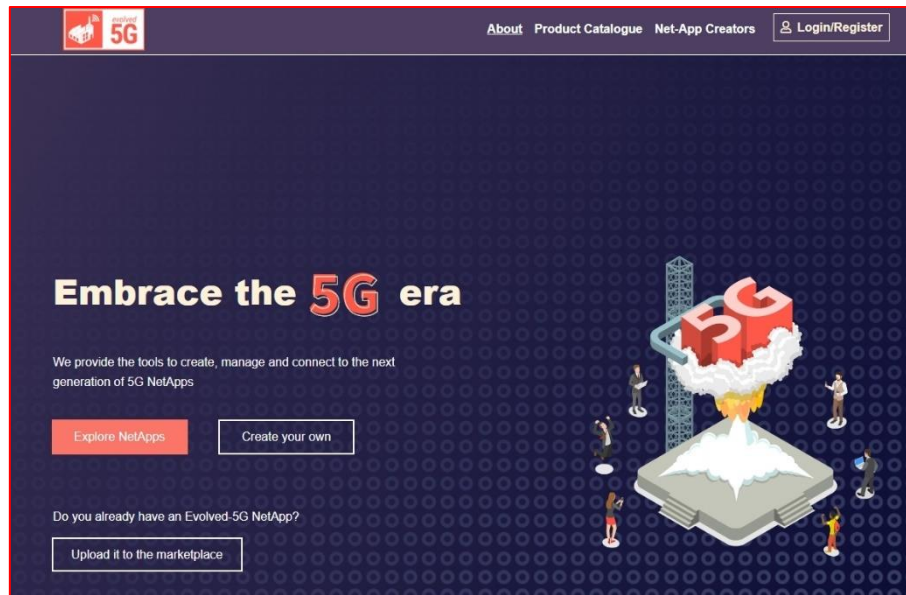 evolved
5G
About Product Catalogue Net-App Creators Login/Register
Embrace the 5G era
5G
We provide the tools to create, manage and connect to the next
generation of 5G NetApps
Explore NetApps Create your own
Do you already have an Evolved-5G NetApp?
Upload it to the marketplace